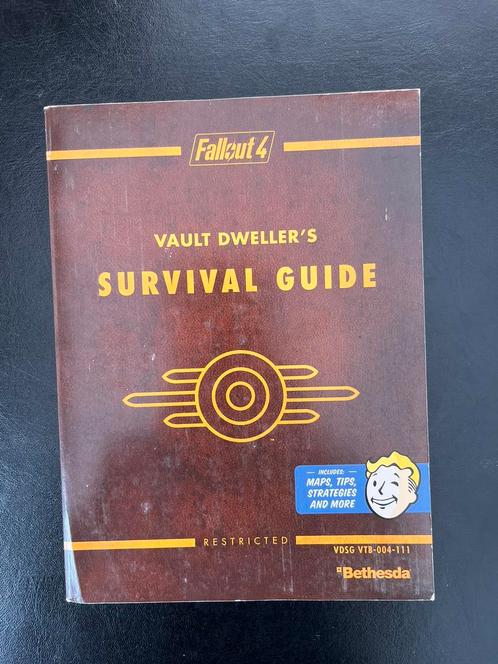 Fallout 4
VAULT DWELLER'S
SURVIVAL GUIDE
INCLUDES:
MAPS, TIPS,
STRATEGIES
AND MORE
RESTRICTED
VDSG VTB-004-111
Bethesda